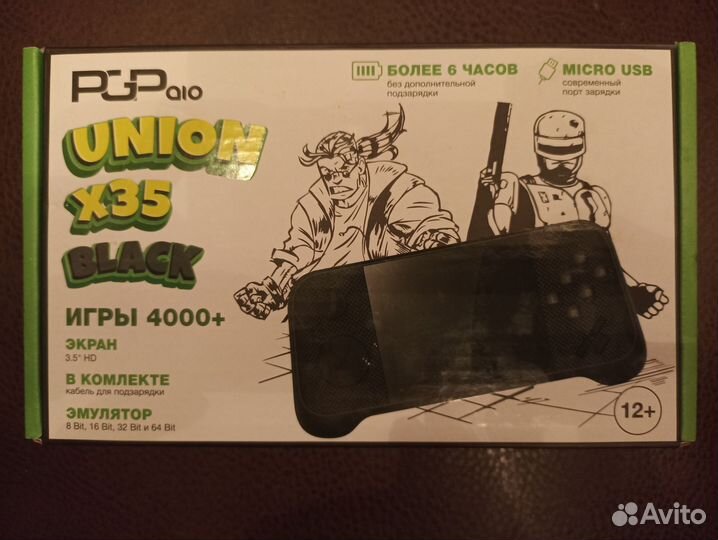 PGPaio
UNION
X35
BLACK
ИГРЫ 4000+
ЭКРАН
3.5" HD
В КОМЛЕКТЕ
кабель для подзарядки
ЭМУЛЯТОР
8 Bit, 16 Bit, 32 Bit и 64 Bit
БОЛЕЕ 6 ЧАСОВ
без дополнительной
подзарядки
MICRO USB
современный
порт зарядки
12+
Avito